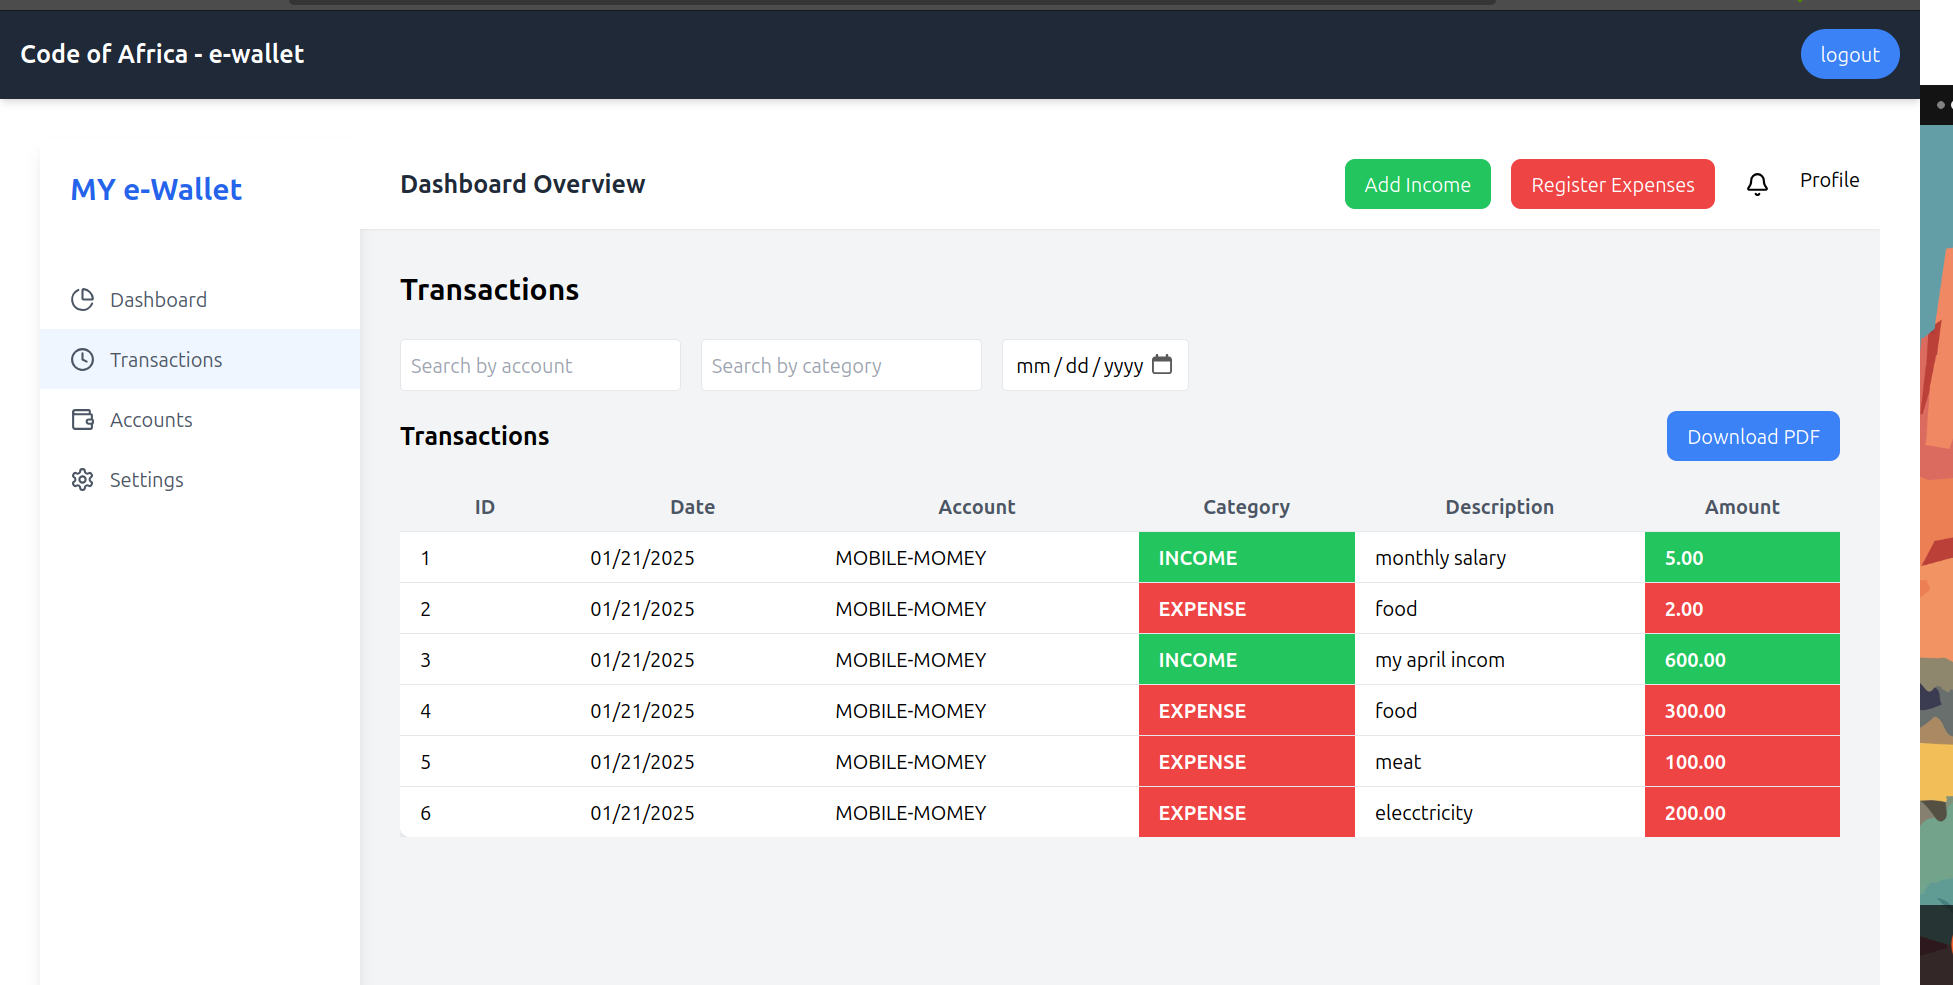 Code of Africa - e-wallet
logout
MY e-Wallet
Dashboard
Transactions
Accounts
Settings
Dashboard Overview
Add Income
Register Expenses
Profile
Transactions
Search by account
Search by category
mm/dd/yyyy
Transactions
Download PDF
ID Date Account Category Description Amount
1 01/21/2025 MOBILE-MOMEY INCOME monthly salary 5.00
2 01/21/2025 MOBILE-MOMEY EXPENSE food 2.00
3 01/21/2025 MOBILE-MOMEY INCOME my april incom 600.00
4 01/21/2025 MOBILE-MOMEY EXPENSE food 300.00
5 01/21/2025 MOBILE-MOMEY EXPENSE meat 100.00
6 01/21/2025 MOBILE-MOMEY EXPENSE elecctricity 200.00